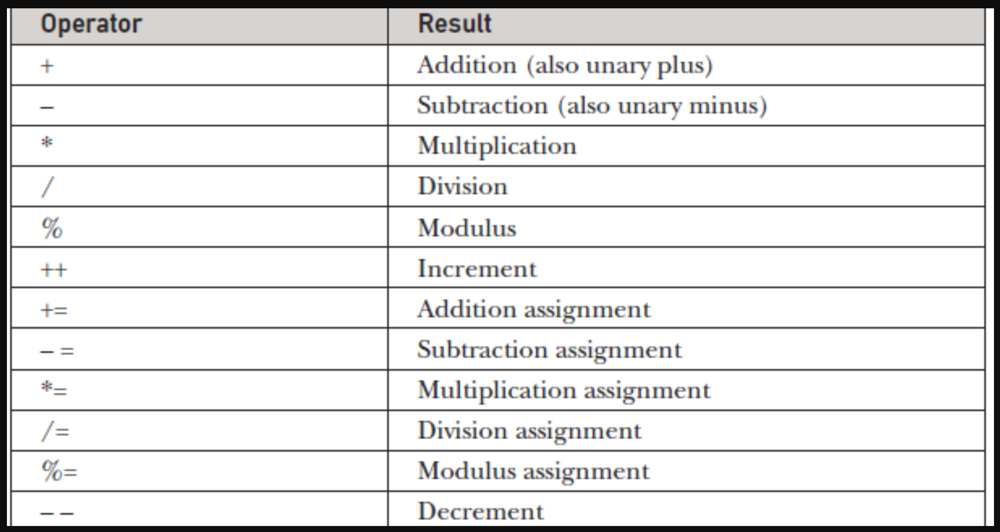 Operator Result
+ Addition (also unary plus)
– Subtraction (also unary minus)
* Multiplication
/ Division
% Modulus
++ Increment
+= Addition assignment
– = Subtraction assignment
*= Multiplication assignment
/= Division assignment
%= Modulus assignment
– – Decrement